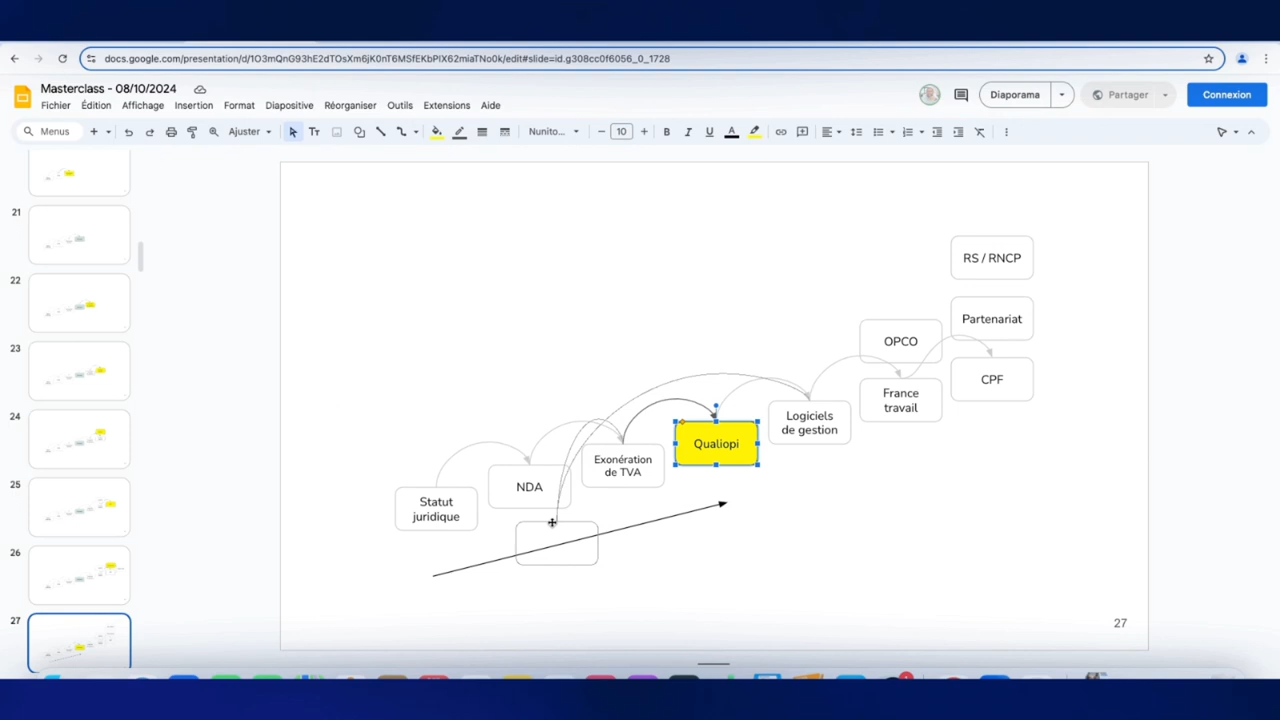 docs.google.com/presentation/d/1O3mQnG93hE2dTOsXm6jK0nT6MSfEKbPIX62miaTNo0k/edit#slide=id.g308cc0f6056_0_1728
Masterclass - 08/10/2024
Fichier Édition Affichage Insertion Format Diapositive Réorganiser Outils Extensions Aide
Diaporama
Partager
Connexion
Menus
Ajuster
Nunito...
10
21
22
23
24
25
26
27
RS / RNCP
Partenariat
OPCO
CPF
France
travail
Logiciels
de gestion
Qualiopi
Exonération
de TVA
NDA
Statut
juridique
27